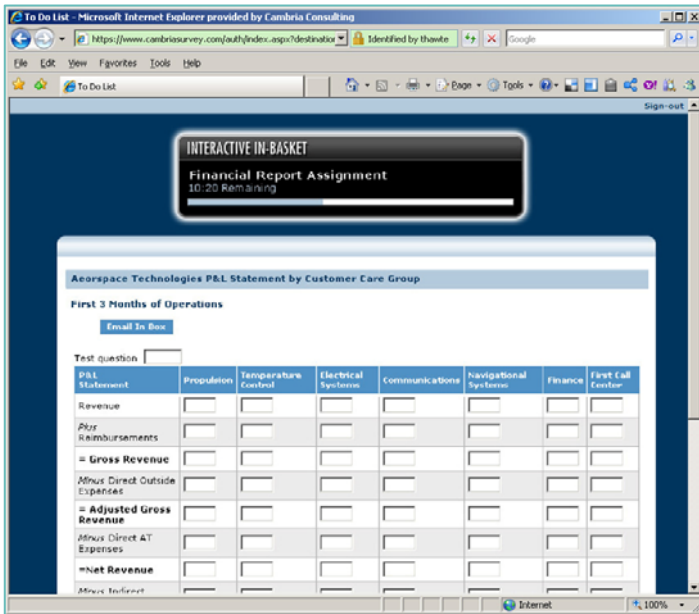 To Do List - Microsoft Internet Explorer provided by Cambria Consulting
https://www.cambriasurvey.com/auth/index.aspx?destination
Identified by thawte
Google
File Edit View Favorites Tools Help
To Do List
Page Tools
Sign-out
INTERACTIVE IN-BASKET
Financial Report Assignment
10:20 Remaining
Aeorspace Technologies P&L Statement by Customer Care Group
First 3 Months of Operations
Email In Box
Test question
P&L Statement Propulsion Temperature Control Electrical Systems Communications Navigational Systems Finance First Call Center
Revenue
Plus Reimbursements
= Gross Revenue
Minus Direct Outside Expenses
= Adjusted Gross Revenue
Minus Direct AT Expenses
=Net Revenue
Minus Indirect
Internet 100%